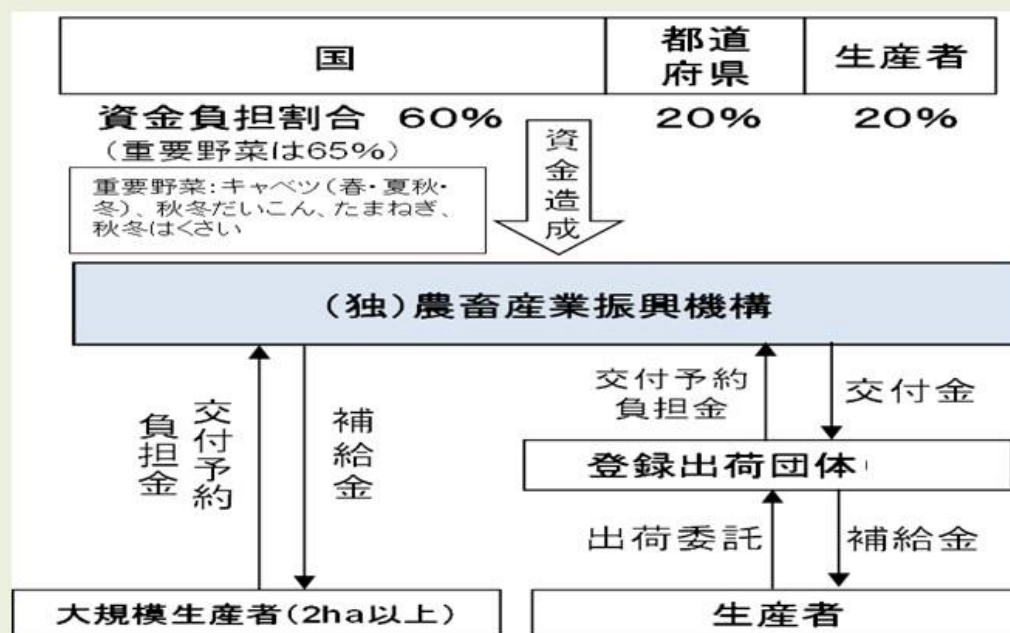 国
都道
府県
生産者
資金負担割合 60% 20% 20%
(重要野菜は65%)
重要野菜:キャベツ(春・夏秋・
冬)、秋冬だいこん、たまねぎ、
秋冬はくさい
資金造成
(独)農畜産業振興機構
交付予約
負担金
補給金
交付予約
負担金
交付金
登録出荷団体
出荷委託
補給金
大規模生産者(2ha以上)
生産者